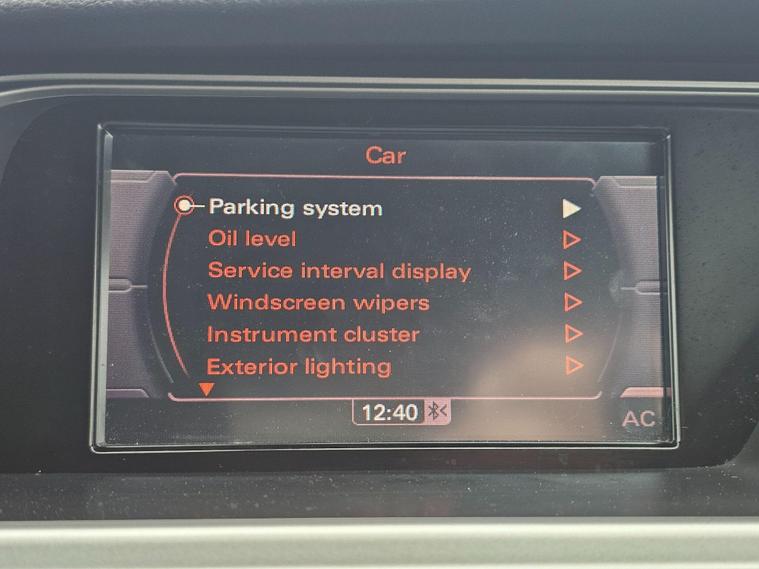 Car
Parking system
Oil level
Service interval display
Windscreen wipers
Instrument cluster
Exterior lighting
12:40
AC